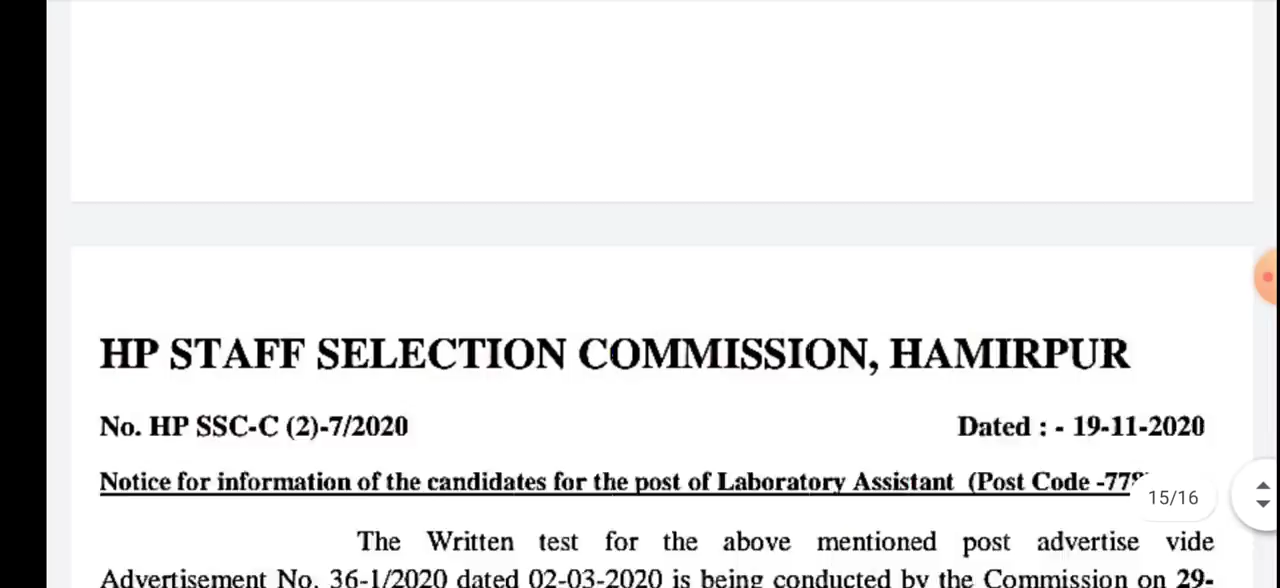 HP STAFF SELECTION COMMISSION, HAMIRPUR
No. HP SSC-C (2)-7/2020 Dated : - 19-11-2020
Notice for information of the candidates for the post of Laboratory Assistant (Post Code
15/16
The Written test for the above mentioned post advertise vide
Advertisement No. 36-1/2020 dated 02-03-2020 is being conducted by the Commission on 29-